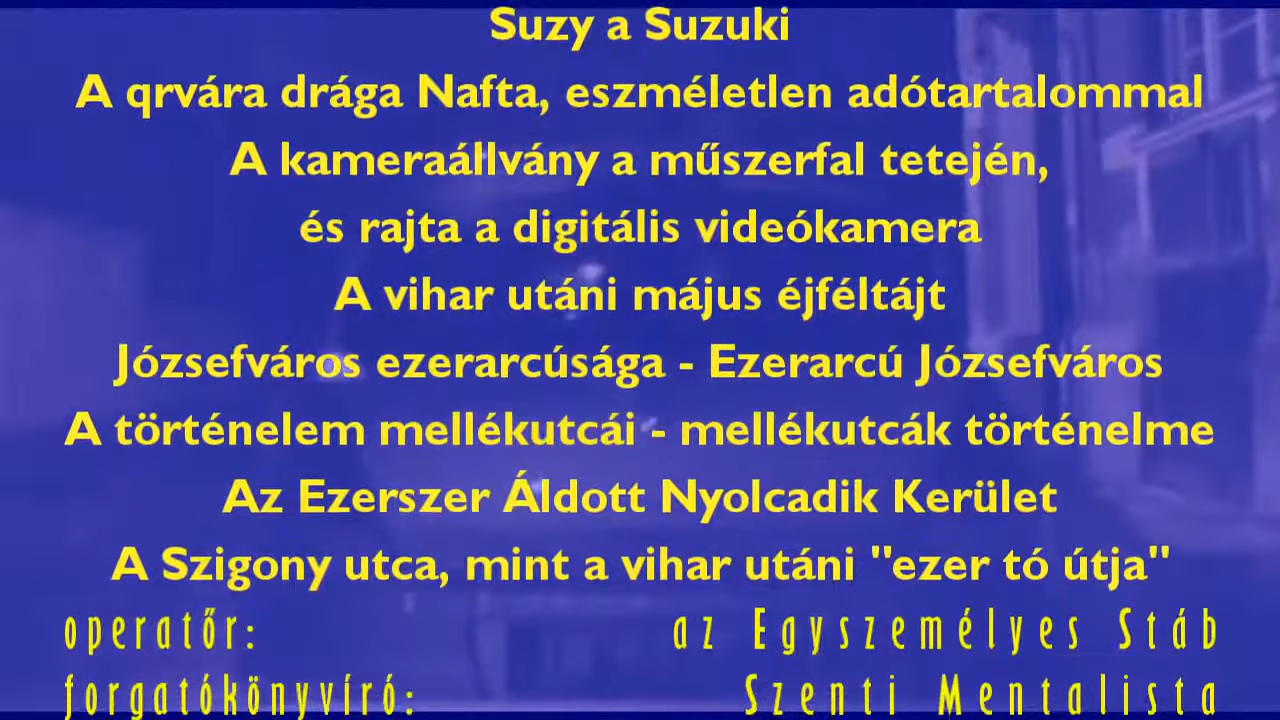 Suzy a Suzuki
A qrvára drága Nafta, eszméletlen adótartalommal
A kameraállvány a műszerfal tetején,
és rajta a digitális videókamera
A vihar utáni május éjféltájt
Józsefváros ezerarcúsága - Ezerarcú Józsefváros
A történelem mellékutcái - mellékutcák történelme
Az Ezerszer Áldott Nyolcadik Kerület
A Szigony utca, mint a vihar utáni "ezer tó útja"
operatőr: az Egyszemélyes Stáb
forgatókönyvíró: Szenti Mentalista